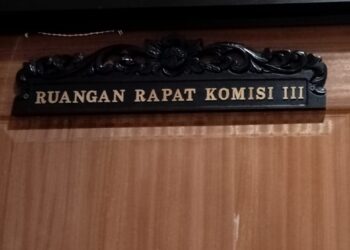 RUANGAN RAPAT KOMISI III